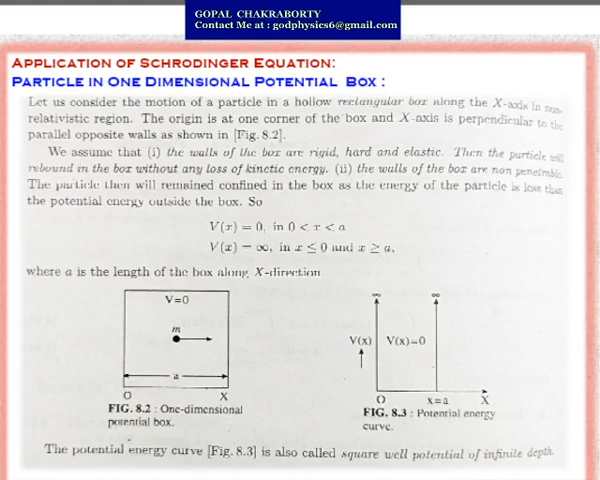 GOPAL CHAKRABORTY
Contact Me at : godphysics6@gmail.com
APPLICATION OF SCHRODINGER EQUATION:
PARTICLE IN ONE DIMENSIONAL POTENTIAL BOX :
Let us consider the motion of a particle in a hollow rectangular box along the X-axis in non-
relativistic region. The origin is at one corner of the box and X-axis is perpendicular to the
parallel opposite walls as shown in [Fig. 8.2].
We assume that (i) the walls of the box are rigid, hard and elastic. Then the particle will
rebound in the box without any loss of kinetic energy. (ii) the walls of the box are non penetrable.
The particle then will remained confined in the box as the energy of the particle is less than
the potential energy outside the box. So
V(x) = 0, in 0 < x < a
V(x) = ∞, in x ≤ 0 and x ≥ a,
where a is the length of the box along X-direction.
V=0
m
a
O X
FIG. 8.2 : One-dimensional
potential box.
∞ ∞
V(x) V(x)=0
O x=a X
FIG. 8.3 : Potential energy
curve.
The potential energy curve [Fig. 8.3] is also called square well potential of infinite depth.